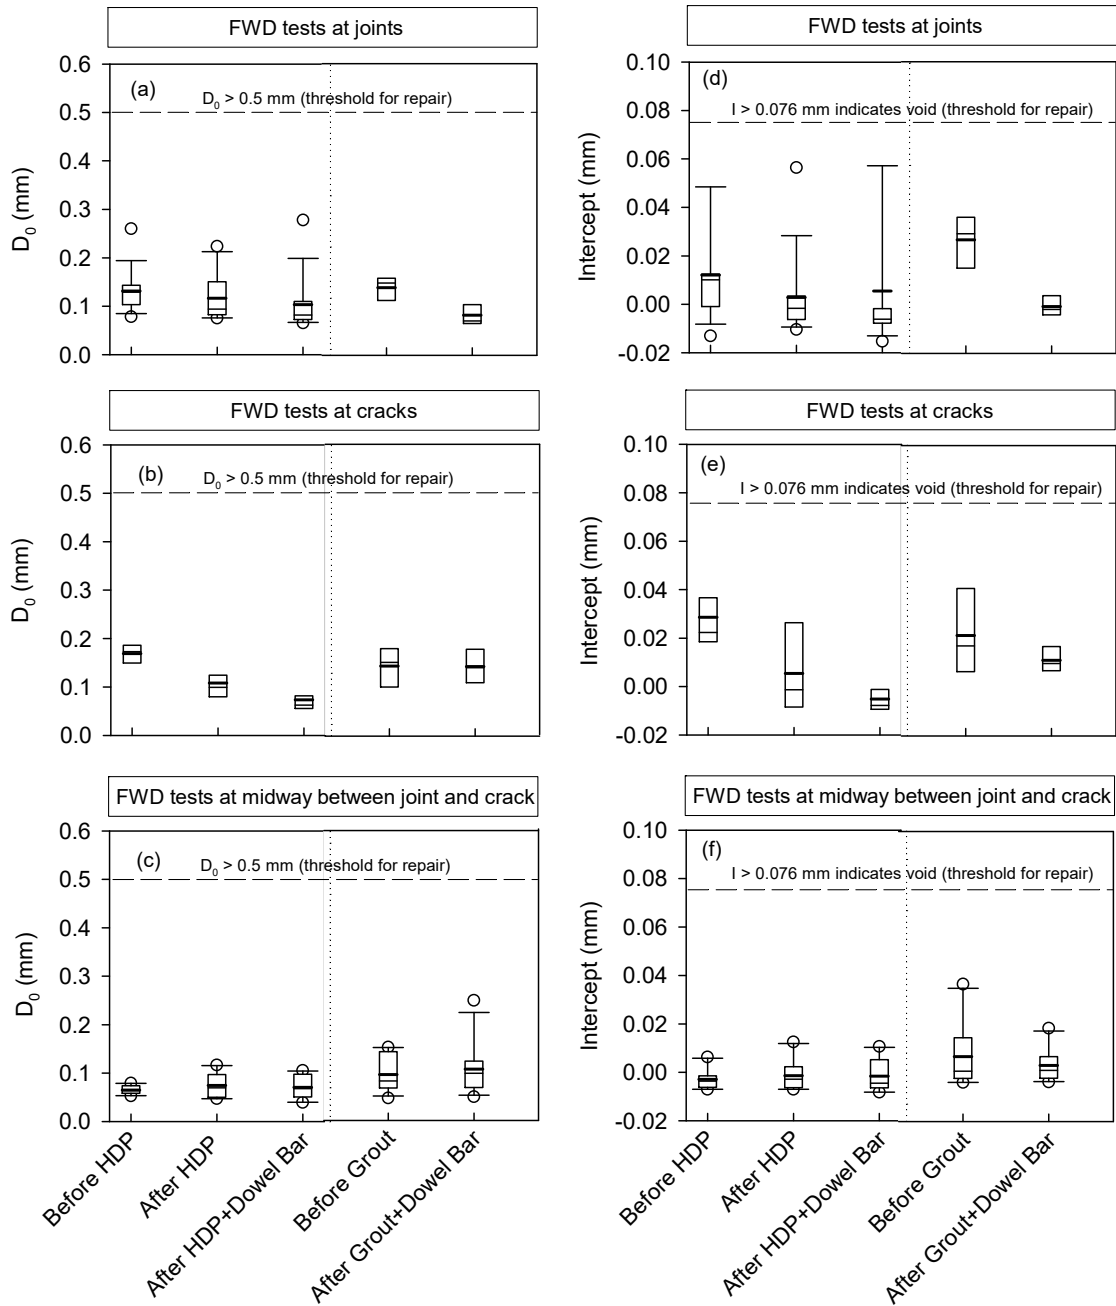 FWD tests at joints
0.6
0.5
0.4
0.3
0.2
0.1
0.0
D₀ (mm)
(a)
D₀ > 0.5 mm (threshold for repair)
FWD tests at joints
0.10
0.08
0.06
0.04
0.02
0.00
-0.02
Intercept (mm)
(d)
I > 0.076 mm indicates void (threshold for repair)
FWD tests at cracks
0.6
0.5
0.4
0.3
0.2
0.1
0.0
D₀ (mm)
(b)
D₀ > 0.5 mm (threshold for repair)
FWD tests at cracks
0.10
0.08
0.06
0.04
0.02
0.00
-0.02
Intercept (mm)
(e)
I > 0.076 mm indicates void (threshold for repair)
FWD tests at midway between joint and crack
0.6
0.5
0.4
0.3
0.2
0.1
0.0
D₀ (mm)
(c)
D₀ > 0.5 mm (threshold for repair)
Before HDP
After HDP
After HDP+Dowel Bar
Before Grout
After Grout+Dowel Bar
FWD tests at midway between joint and crack
0.10
0.08
0.06
0.04
0.02
0.00
-0.02
Intercept (mm)
(f)
I > 0.076 mm indicates void (threshold for repair)
Before HDP
After HDP
After HDP+Dowel Bar
Before Grout
After Grout+Dowel Bar